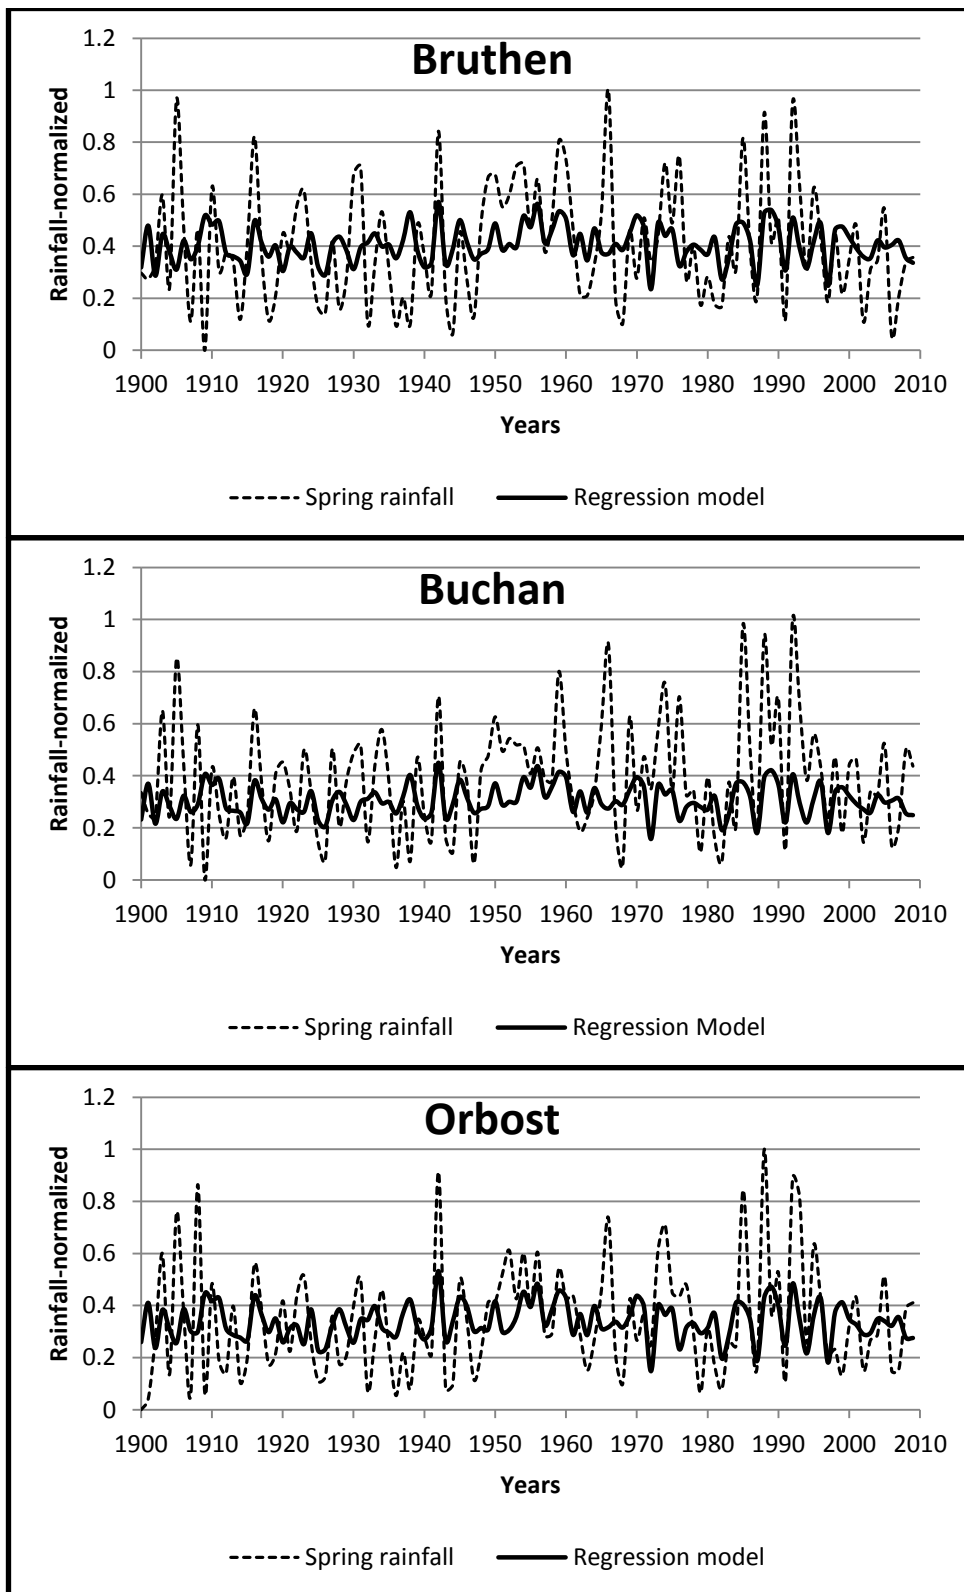 Bruthen
Rainfall-normalized
1.2
1
0.8
0.6
0.4
0.2
0
1900 1910 1920 1930 1940 1950 1960 1970 1980 1990 2000 2010
Years
Spring rainfall Regression model
Buchan
Rainfall-normalized
1.2
1
0.8
0.6
0.4
0.2
0
1900 1910 1920 1930 1940 1950 1960 1970 1980 1990 2000 2010
Years
Spring rainfall Regression Model
Orbost
Rainfall-normalized
1.2
1
0.8
0.6
0.4
0.2
0
1900 1910 1920 1930 1940 1950 1960 1970 1980 1990 2000 2010
Years
Spring rainfall Regression model